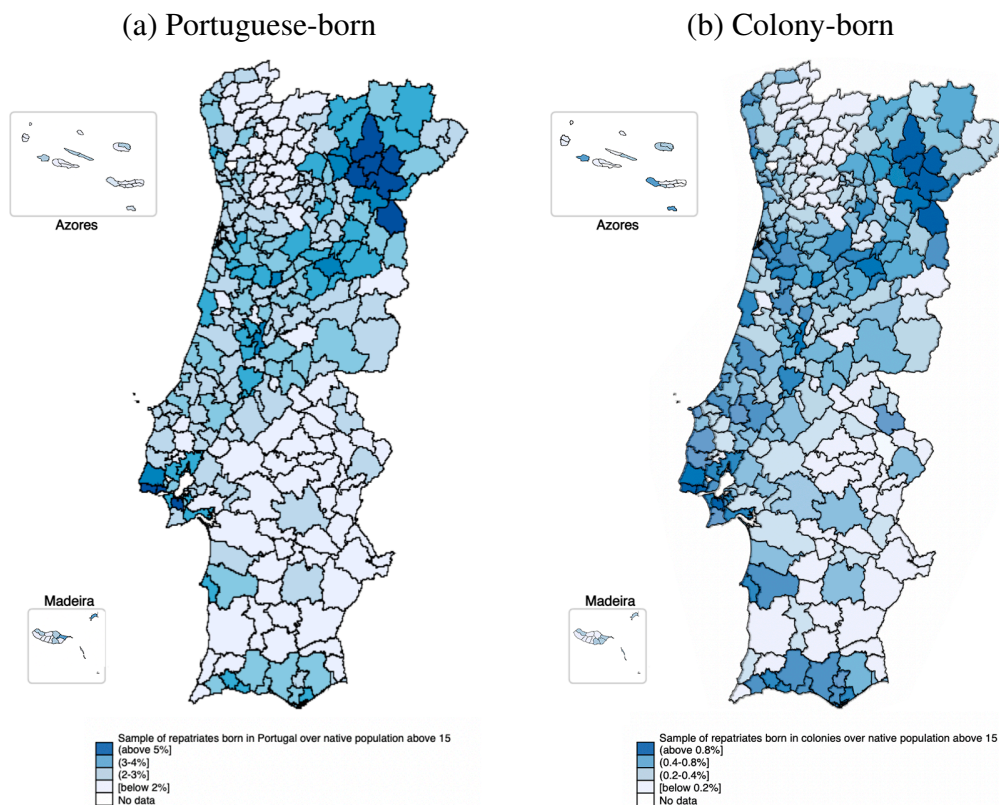 (a) Portuguese-born
Azores
Madeira
Sample of repatriates born in Portugal over native population above 15
(above 5%]
(3-4%]
(2-3%]
[below 2%]
No data
(b) Colony-born
Azores
Madeira
Sample of repatriates born in colonies over native population above 15
(above 0.8%]
(0.4-0.8%]
(0.2-0.4%]
[below 0.2%]
No data